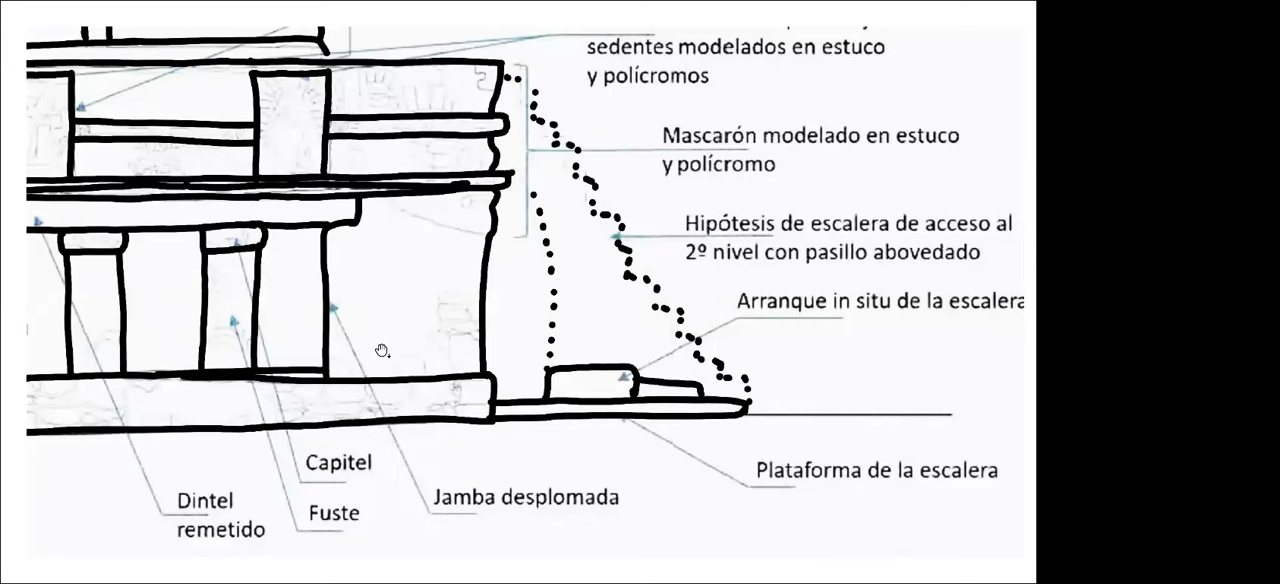 sedentes modelados en estuco
y polícromos
Mascarón modelado en estuco
y polícromo
Hipótesis de escalera de acceso al
2º nivel con pasillo abovedado
Arranque in situ de la escalera
Plataforma de la escalera
Capitel
Jamba desplomada
Dintel
remetido
Fuste